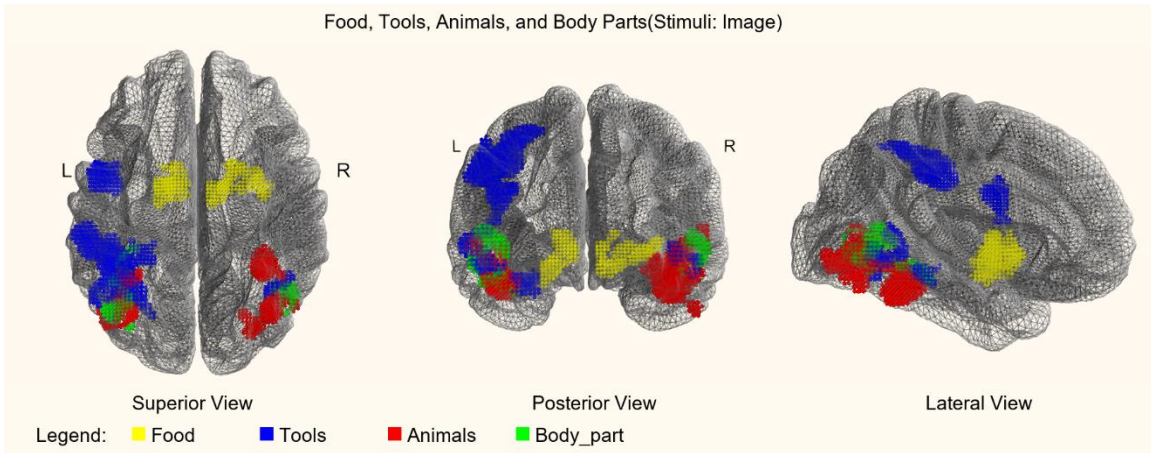 Food, Tools, Animals, and Body Parts(Stimuli: Image)
L
R
L
R
Superior View
Posterior View
Lateral View
Legend: Food Tools Animals Body_part